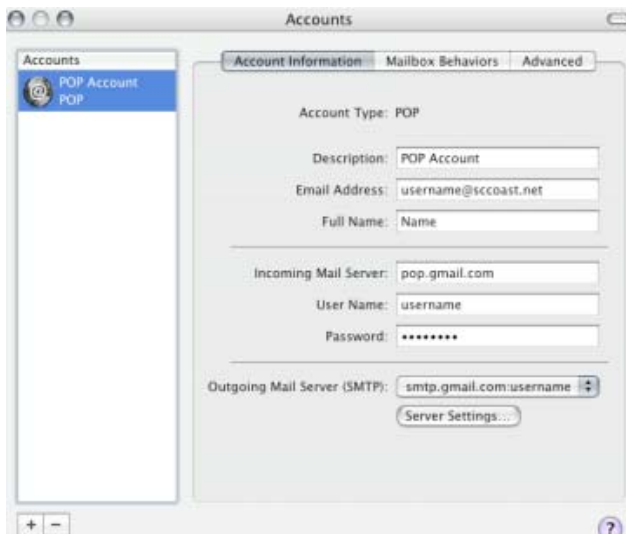 Accounts
Accounts
POP Account
POP
Account Information Mailbox Behaviors Advanced
Account Type: POP
Description: POP Account
Email Address: username@sccoast.net
Full Name: Name
Incoming Mail Server: pop.gmail.com
User Name: username
Password: ••••••••
Outgoing Mail Server (SMTP): smtp.gmail.com:username
Server Settings...
+ −
?